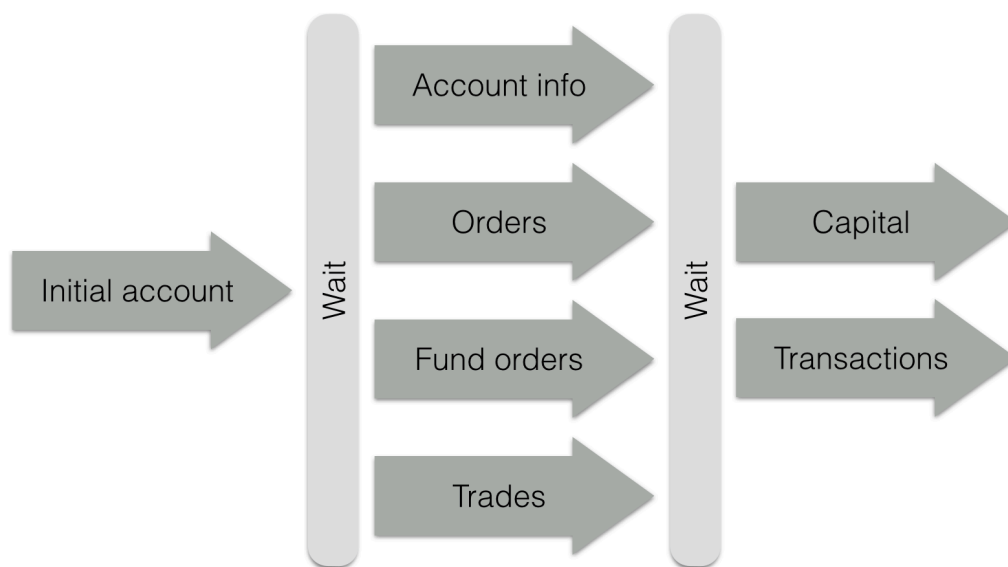 Initial account
Wait
Account info
Orders
Fund orders
Trades
Wait
Capital
Transactions